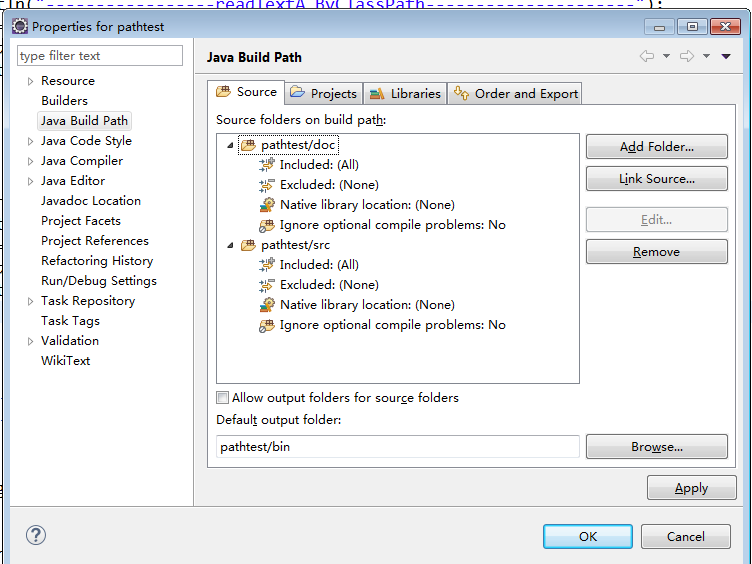 ln("-----------------readTextA_ByClassPath---------------------");
Properties for pathtest
type filter text
Resource
Builders
Java Build Path
Java Code Style
Java Compiler
Java Editor
Javadoc Location
Project Facets
Project References
Refactoring History
Run/Debug Settings
Task Repository
Task Tags
Validation
WikiText
Java Build Path
Source Projects Libraries Order and Export
Source folders on build path:
pathtest/doc
Included: (All)
Excluded: (None)
Native library location: (None)
Ignore optional compile problems: No
pathtest/src
Included: (All)
Excluded: (None)
Native library location: (None)
Ignore optional compile problems: No
Add Folder...
Link Source...
Edit...
Remove
Allow output folders for source folders
Default output folder:
pathtest/bin
Browse...
Apply
?
OK Cancel